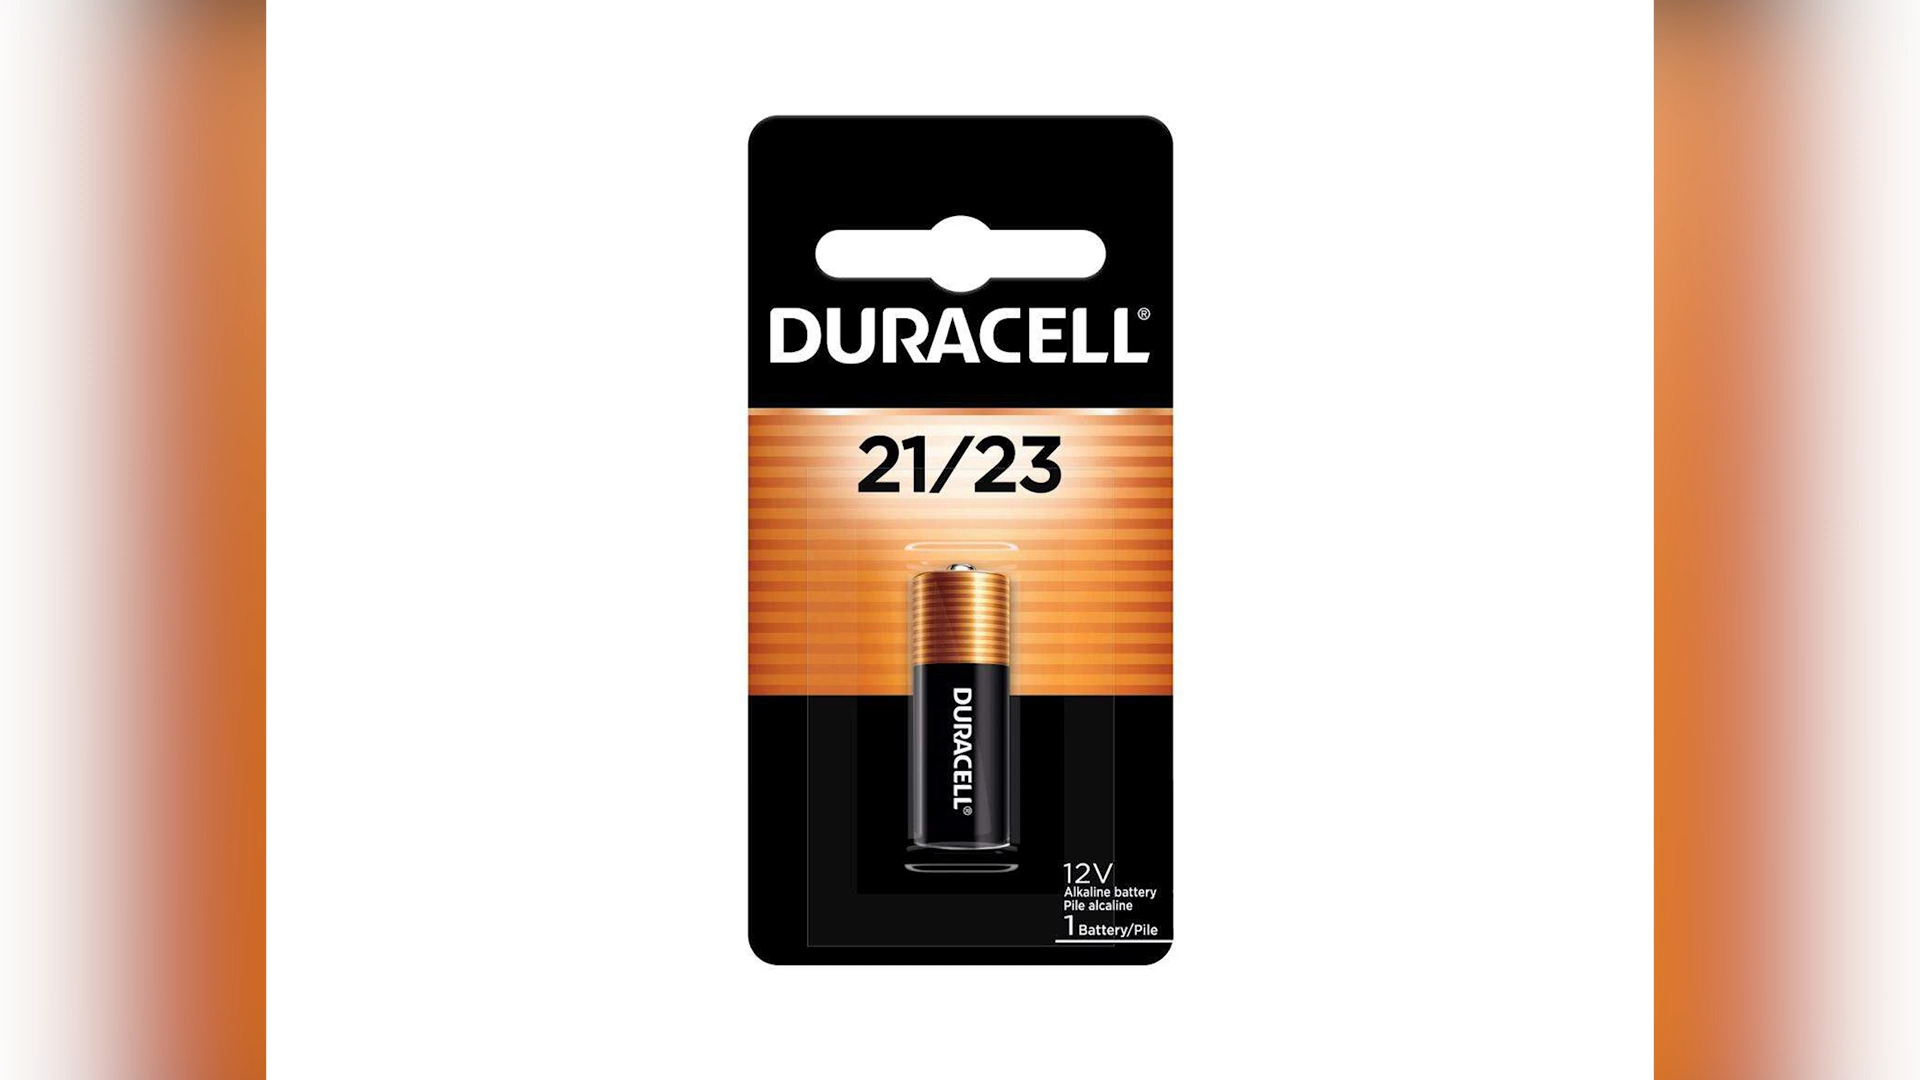 DURACELL®
21/23
DURACELL®
12V
Alkaline battery
Pile alcaline
1 Battery/Pile